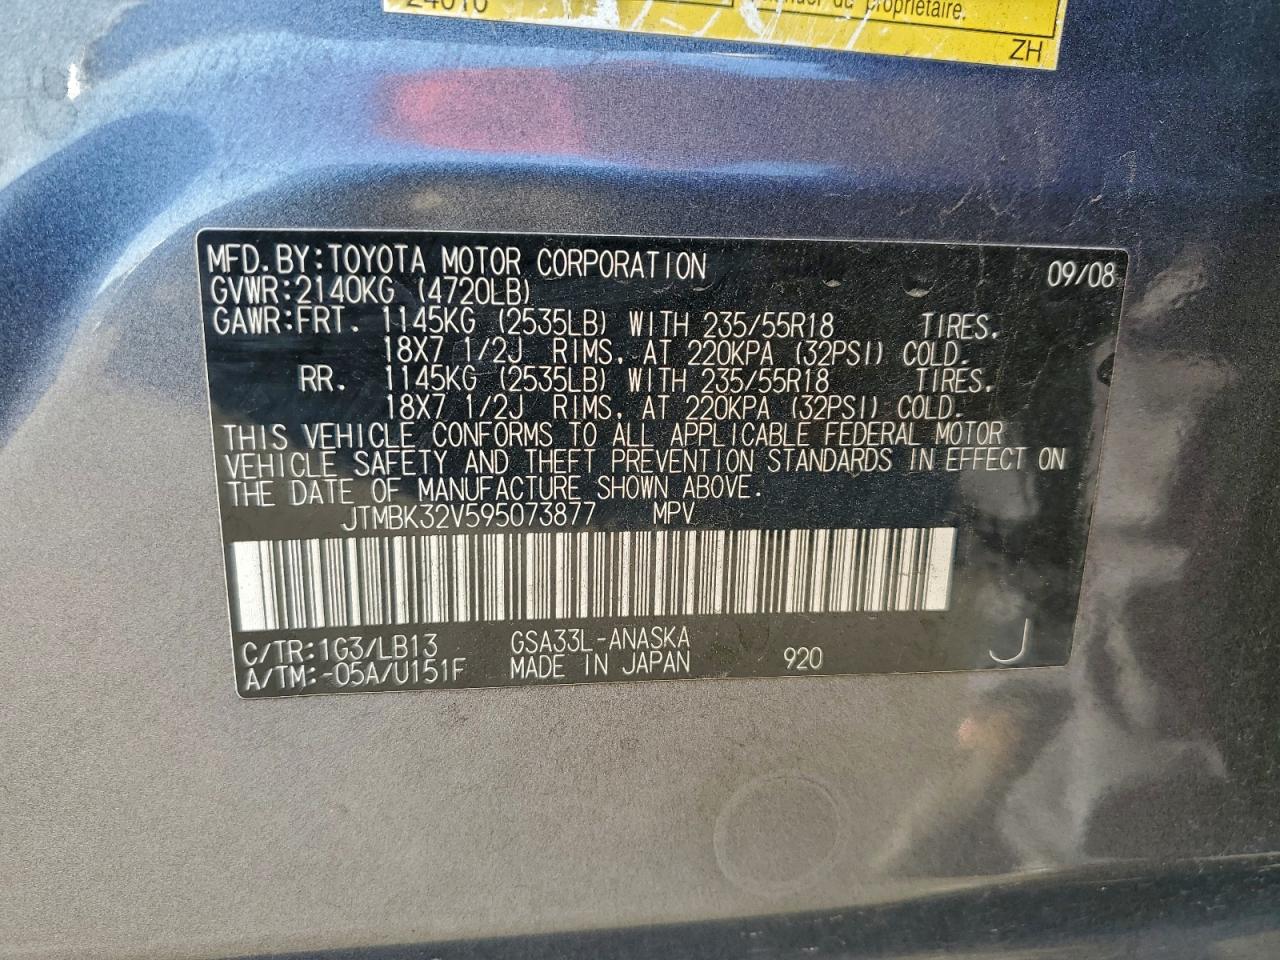 24010
propriétaire.
ZH
MFD.BY:TOYOTA MOTOR CORPORATION 09/08
GVWR:2140KG (4720LB)
GAWR:FRT. 1145KG (2535LB) WITH 235/55R18 TIRES.
18X7 1/2J RIMS, AT 220KPA (32PSI) COLD.
RR. 1145KG (2535LB) WITH 235/55R18 TIRES.
18X7 1/2J RIMS, AT 220KPA (32PSI) COLD.
THIS VEHICLE CONFORMS TO ALL APPLICABLE FEDERAL MOTOR
VEHICLE SAFETY AND THEFT PREVENTION STANDARDS IN EFFECT ON
THE DATE OF MANUFACTURE SHOWN ABOVE.
JTMBK32V595073877 MPV
C/TR:1G3/LB13 GSA33L-ANASKA
A/TM:-05A/U151F MADE IN JAPAN 920 J